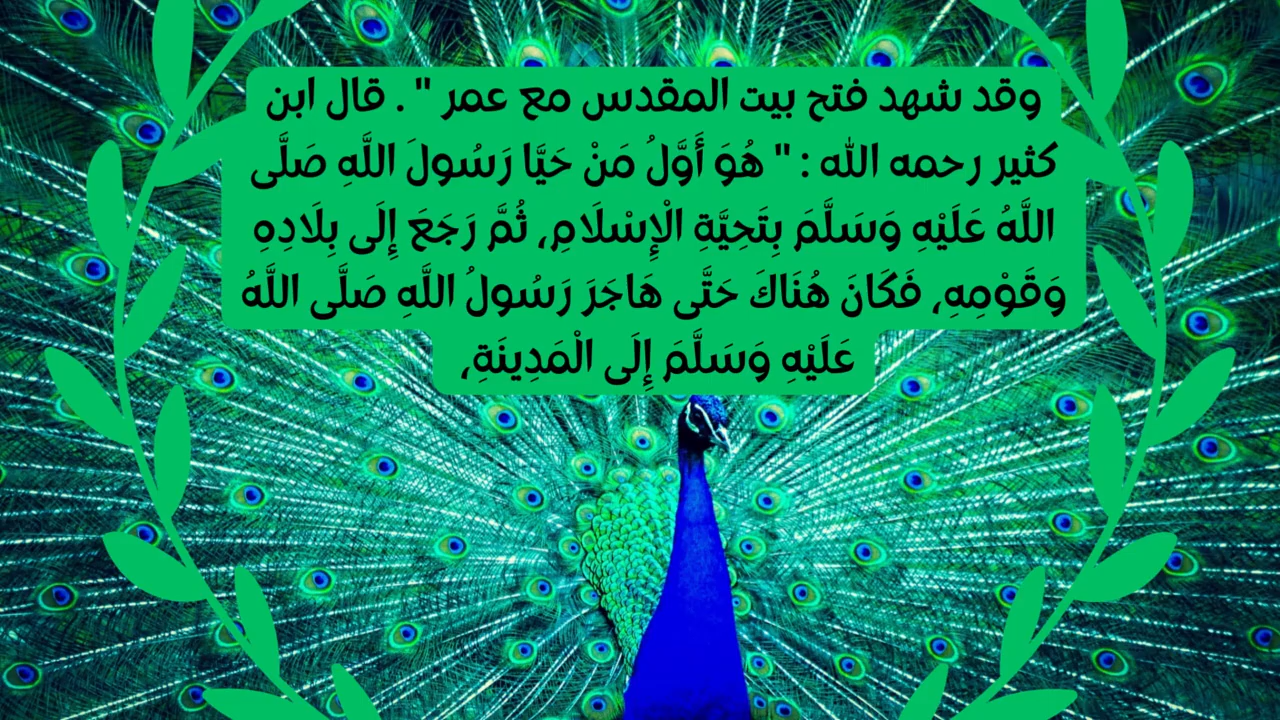 وقد شهد فتح بيت المقدس مع عمر " . قال ابن
كثير رحمه الله : " هُوَ أَوَّلُ مَنْ حَيَّا رَسُولَ اللَّهِ صَلَّى
اللَّهُ عَلَيْهِ وَسَلَّمَ بِتَحِيَّةِ الْإِسْلَامِ، ثُمَّ رَجَعَ إِلَى بِلَادِهِ
وَقَوْمِهِ، فَكَانَ هُنَاكَ حَتَّى هَاجَرَ رَسُولُ اللَّهِ صَلَّى اللَّهُ
عَلَيْهِ وَسَلَّمَ إِلَى الْمَدِينَةِ،